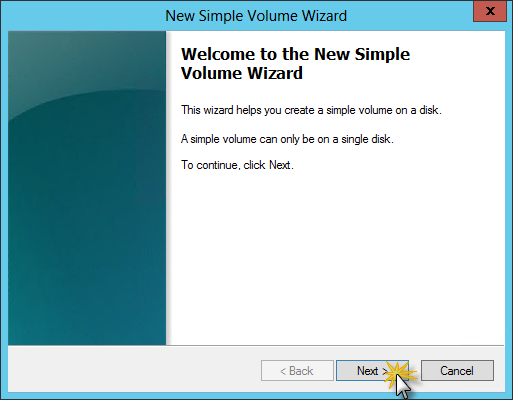 New Simple Volume Wizard
x
Welcome to the New Simple
Volume Wizard
This wizard helps you create a simple volume on a disk.
A simple volume can only be on a single disk.
To continue, click Next.
< Back
Next >
Cancel